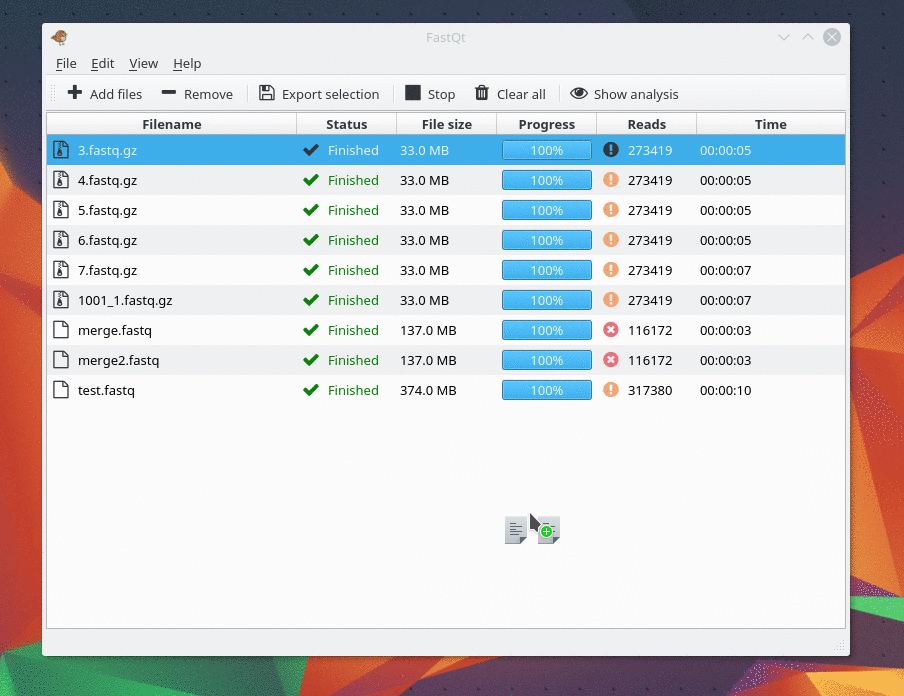 FastQt
File Edit View Help
Add files Remove Export selection Stop Clear all Show analysis
Filename Status File size Progress Reads Time
3.fastq.gz Finished 33.0 MB 100% 273419 00:00:05
4.fastq.gz Finished 33.0 MB 100% 273419 00:00:05
5.fastq.gz Finished 33.0 MB 100% 273419 00:00:05
6.fastq.gz Finished 33.0 MB 100% 273419 00:00:05
7.fastq.gz Finished 33.0 MB 100% 273419 00:00:07
1001_1.fastq.gz Finished 33.0 MB 100% 273419 00:00:07
merge.fastq Finished 137.0 MB 100% 116172 00:00:03
merge2.fastq Finished 137.0 MB 100% 116172 00:00:03
test.fastq Finished 374.0 MB 100% 317380 00:00:10